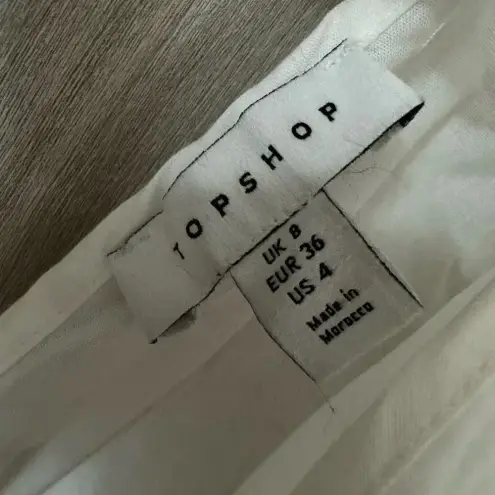 TOPSHOP
UK 8
EUR 36
US 4
Made in
Morocco